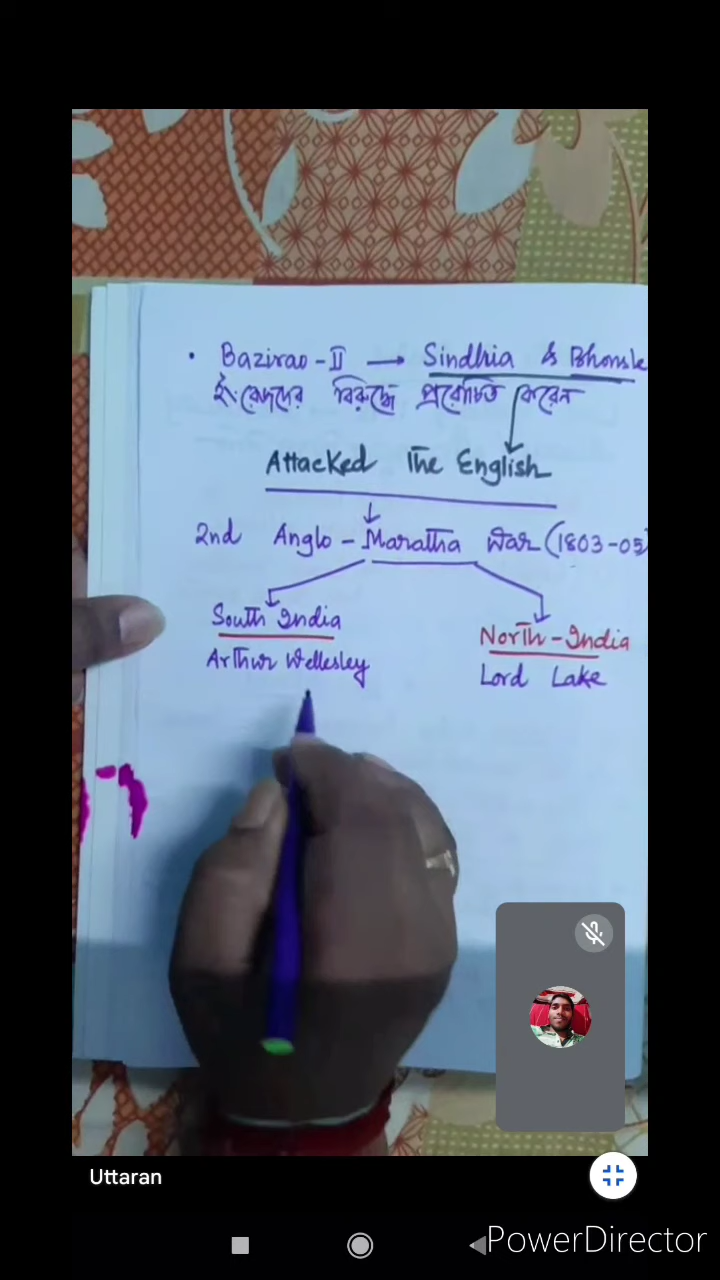 • Bazirao-II → Sindhia & Bhonsle
ইংরেজদের বিরুদ্ধে প্ররোচিত করেন
Attacked The English
2nd Anglo-Maratha War (1803-05)
South India
North-India
Arthur Wellesley
Lord Lake
Uttaran
PowerDirector